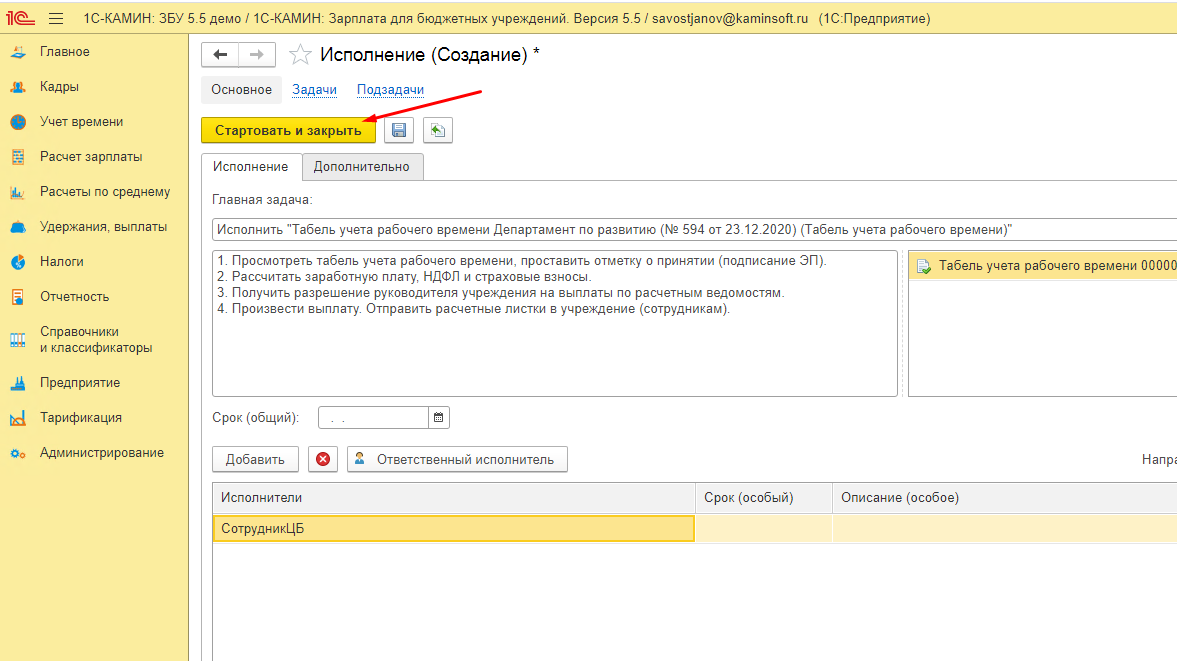 1С-КАМИН: ЗБУ 5.5 демо / 1С-КАМИН: Зарплата для бюджетных учреждений. Версия 5.5 / savostjanov@kaminsoft.ru (1С:Предприятие)
Главное
Кадры
Учет времени
Расчет зарплаты
Расчеты по среднему
Удержания, выплаты
Налоги
Отчетность
Справочники
и классификаторы
Предприятие
Тарификация
Администрирование
Исполнение (Создание) *
Основное Задачи Подзадачи
Стартовать и закрыть
Исполнение Дополнительно
Главная задача:
Исполнить "Табель учета рабочего времени Департамент по развитию (№ 594 от 23.12.2020) (Табель учета рабочего времени)"
1. Просмотреть табель учета рабочего времени, проставить отметку о принятии (подписание ЭП).
2. Рассчитать заработную плату, НДФЛ и страховые взносы.
3. Получить разрешение руководителя учреждения на выплаты по расчетным ведомостям.
4. Произвести выплату. Отправить расчетные листки в учреждение (сотрудникам).
Табель учета рабочего времени 00000
Срок (общий): . .
Добавить Ответственный исполнитель Напра
Исполнители Срок (особый) Описание (особое)
СотрудникЦБ